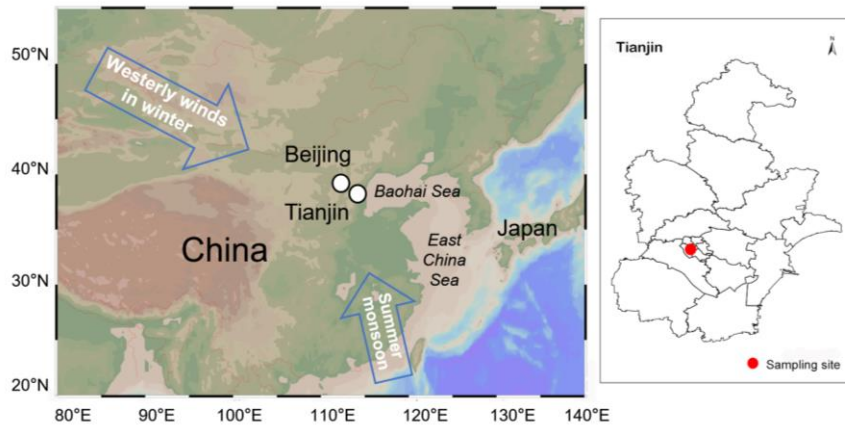 50°N
40°N
30°N
20°N
80°E
90°E
100°E
110°E
120°E
130°E
140°E
Westerly winds
in winter
Beijing
Tianjin
Baohai Sea
China
Japan
East
China
Sea
Summer
monsoon
Tianjin
N
Sampling site